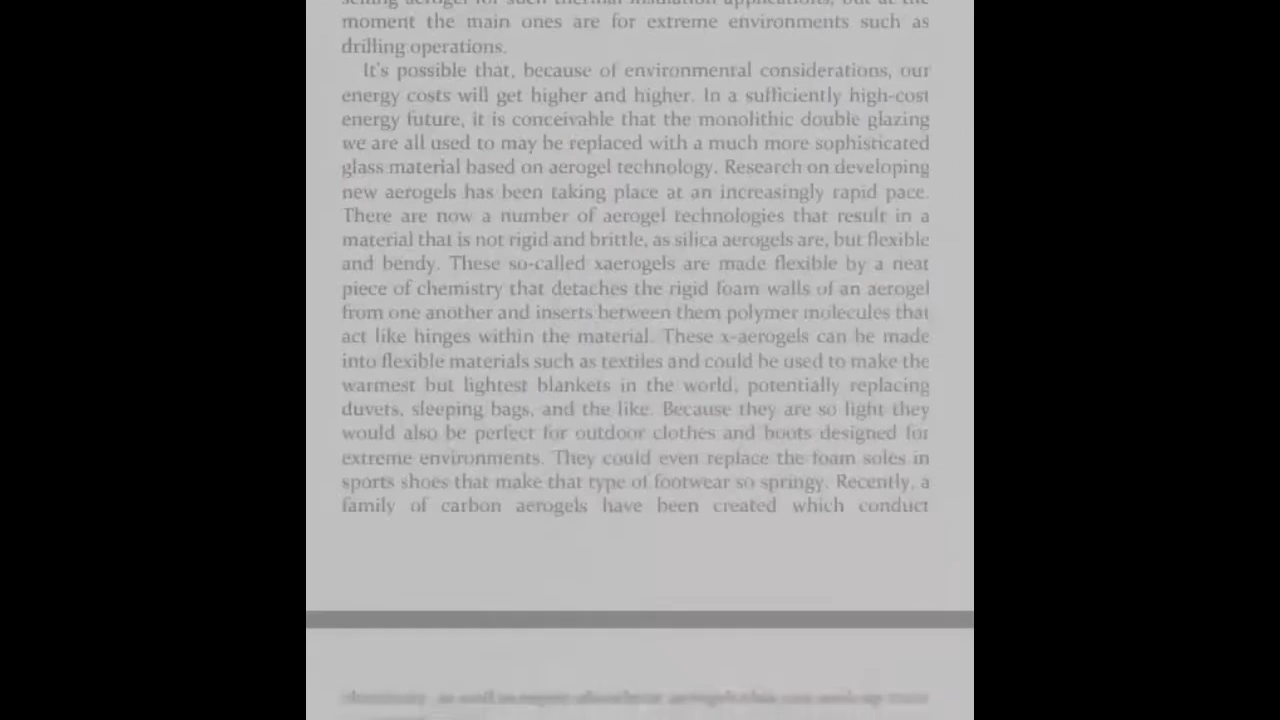 selling aerogel for such thermal insulation applications, but at the
moment the main ones are for extreme environments such as
drilling operations.
It's possible that, because of environmental considerations, our
energy costs will get higher and higher. In a sufficiently high-cost
energy future, it is conceivable that the monolithic double glazing
we are all used to may be replaced with a much more sophisticated
glass material based on aerogel technology. Research on developing
new aerogels has been taking place at an increasingly rapid pace.
There are now a number of aerogel technologies that result in a
material that is not rigid and brittle, as silica aerogels are, but flexible
and bendy. These so-called xaerogels are made flexible by a neat
piece of chemistry that detaches the rigid foam walls of an aerogel
from one another and inserts between them polymer molecules that
act like hinges within the material. These x-aerogels can be made
into flexible materials such as textiles and could be used to make the
warmest but lightest blankets in the world, potentially replacing
duvets, sleeping bags, and the like. Because they are so light they
would also be perfect for outdoor clothes and boots designed for
extreme environments. They could even replace the foam soles in
sports shoes that make that type of footwear so springy. Recently, a
family of carbon aerogels have been created which conduct